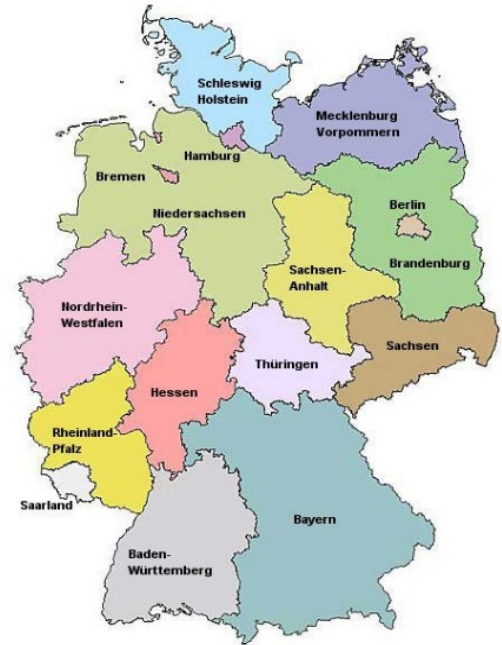 Schleswig
Holstein
Mecklenburg
Vorpommern
Hamburg
Bremen
Niedersachsen
Berlin
Brandenburg
Sachsen-
Anhalt
Nordrhein-
Westfalen
Sachsen
Thüringen
Hessen
Rheinland-
Pfalz
Saarland
Bayern
Baden-
Württemberg